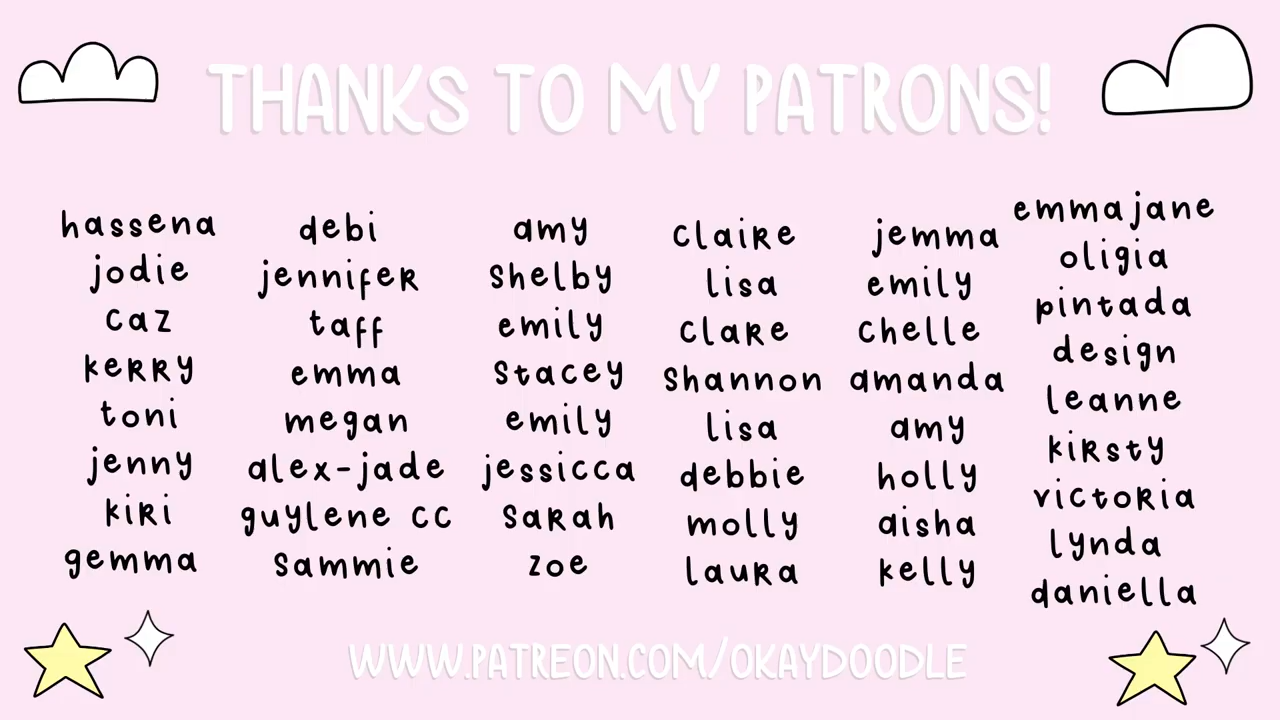 THANKS TO MY PATRONS!
hassena
jodie
caz
kerry
toni
jenny
kiri
gemma
debi
jennifer
taff
emma
megan
alex-jade
guylene cc
sammie
amy
shelby
emily
stacey
emily
jessicca
sarah
zoe
claire
lisa
clare
shannon
lisa
debbie
molly
laura
jemma
emily
chelle
amanda
amy
holly
aisha
kelly
emmajane
oligia
pintada
design
leanne
kirsty
victoria
lynda
daniella
WWW.PATREON.COM/OKAYDOODLE